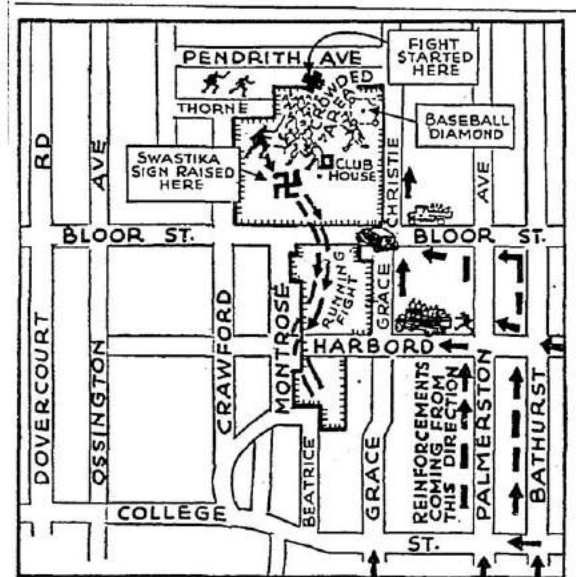 FIGHT
STARTED
HERE
PENDRITH AVE
THORNE
CROWDED
AREA
BASEBALL
DIAMOND
SWASTIKA
SIGN RAISED
HERE
CLUB
HOUSE
RD
AVE
CHRISTIE
AVE
BLOOR ST.
BLOOR ST.
DOVERCOURT
OSSINGTON
CRAWFORD
MONTROSE
RUNNING
FIGHT
GRACE
HARBORD
BEATRICE
GRACE
REINFORCEMENTS
COMING FROM
THIS DIRECTION
PALMERSTON
BATHURST
COLLEGE
ST.